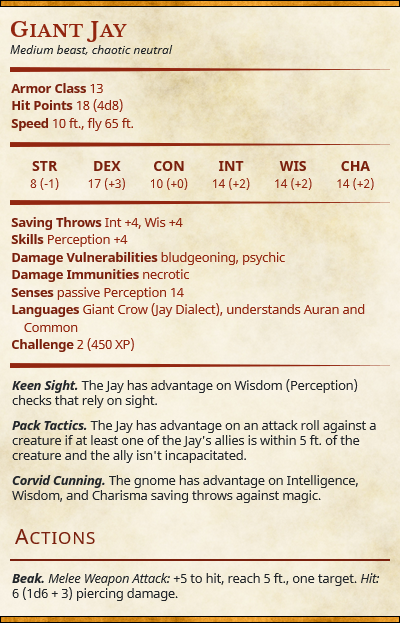 Giant Jay
Medium beast, chaotic neutral
Armor Class 13
Hit Points 18 (4d8)
Speed 10 ft., fly 65 ft.
STR DEX CON INT WIS CHA
8 (-1) 17 (+3) 10 (+0) 14 (+2) 14 (+2) 14 (+2)
Saving Throws Int +4, Wis +4
Skills Perception +4
Damage Vulnerabilities bludgeoning, psychic
Damage Immunities necrotic
Senses passive Perception 14
Languages Giant Crow (Jay Dialect), understands Auran and
Common
Challenge 2 (450 XP)
Keen Sight. The Jay has advantage on Wisdom (Perception)
checks that rely on sight.
Pack Tactics. The Jay has advantage on an attack roll against a
creature if at least one of the Jay's allies is within 5 ft. of the
creature and the ally isn't incapacitated.
Corvid Cunning. The gnome has advantage on Intelligence,
Wisdom, and Charisma saving throws against magic.
Actions
Beak. Melee Weapon Attack: +5 to hit, reach 5 ft., one target. Hit:
6 (1d6 + 3) piercing damage.